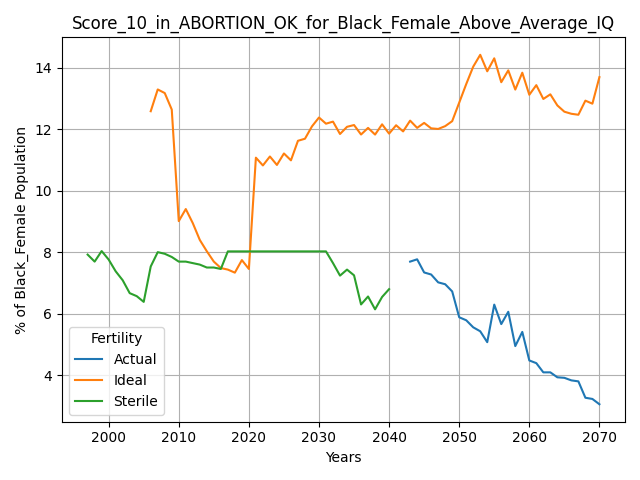 Score_10_in_ABORTION_OK_for_Black_Female_Above_Average_IQ
% of Black_Female Population
14
12
10
8
6
4
Fertility
Actual
Ideal
Sterile
2000 2010 2020 2030 2040 2050 2060 2070
Years